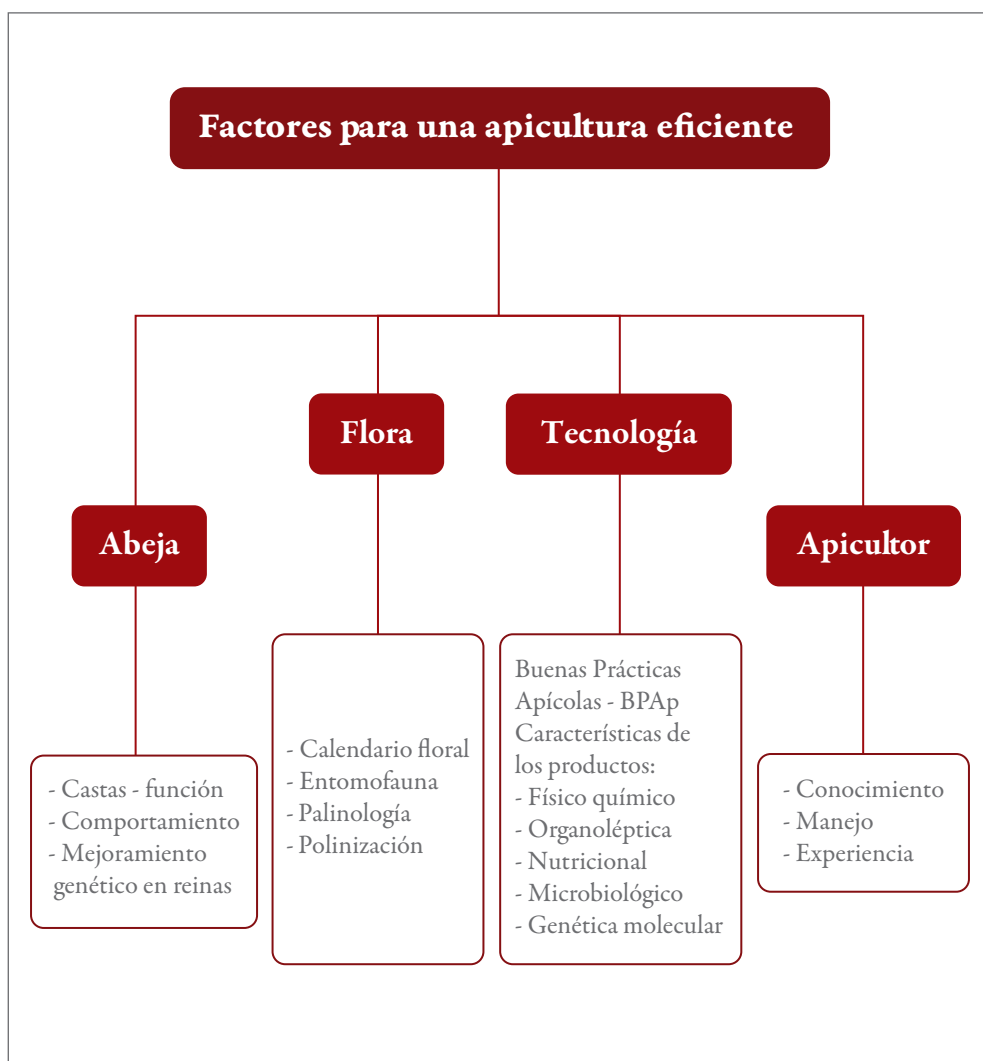 Factores para una apicultura eficiente
Flora
Tecnología
Abeja
Apicultor
- Castas - función
- Comportamiento
- Mejoramiento
genético en reinas
- Calendario floral
- Entomofauna
- Palinología
- Polinización
Buenas Prácticas
Apícolas - BPAp
Características de
los productos:
- Físico químico
- Organoléptica
- Nutricional
- Microbiológico
- Genética molecular
- Conocimiento
- Manejo
- Experiencia